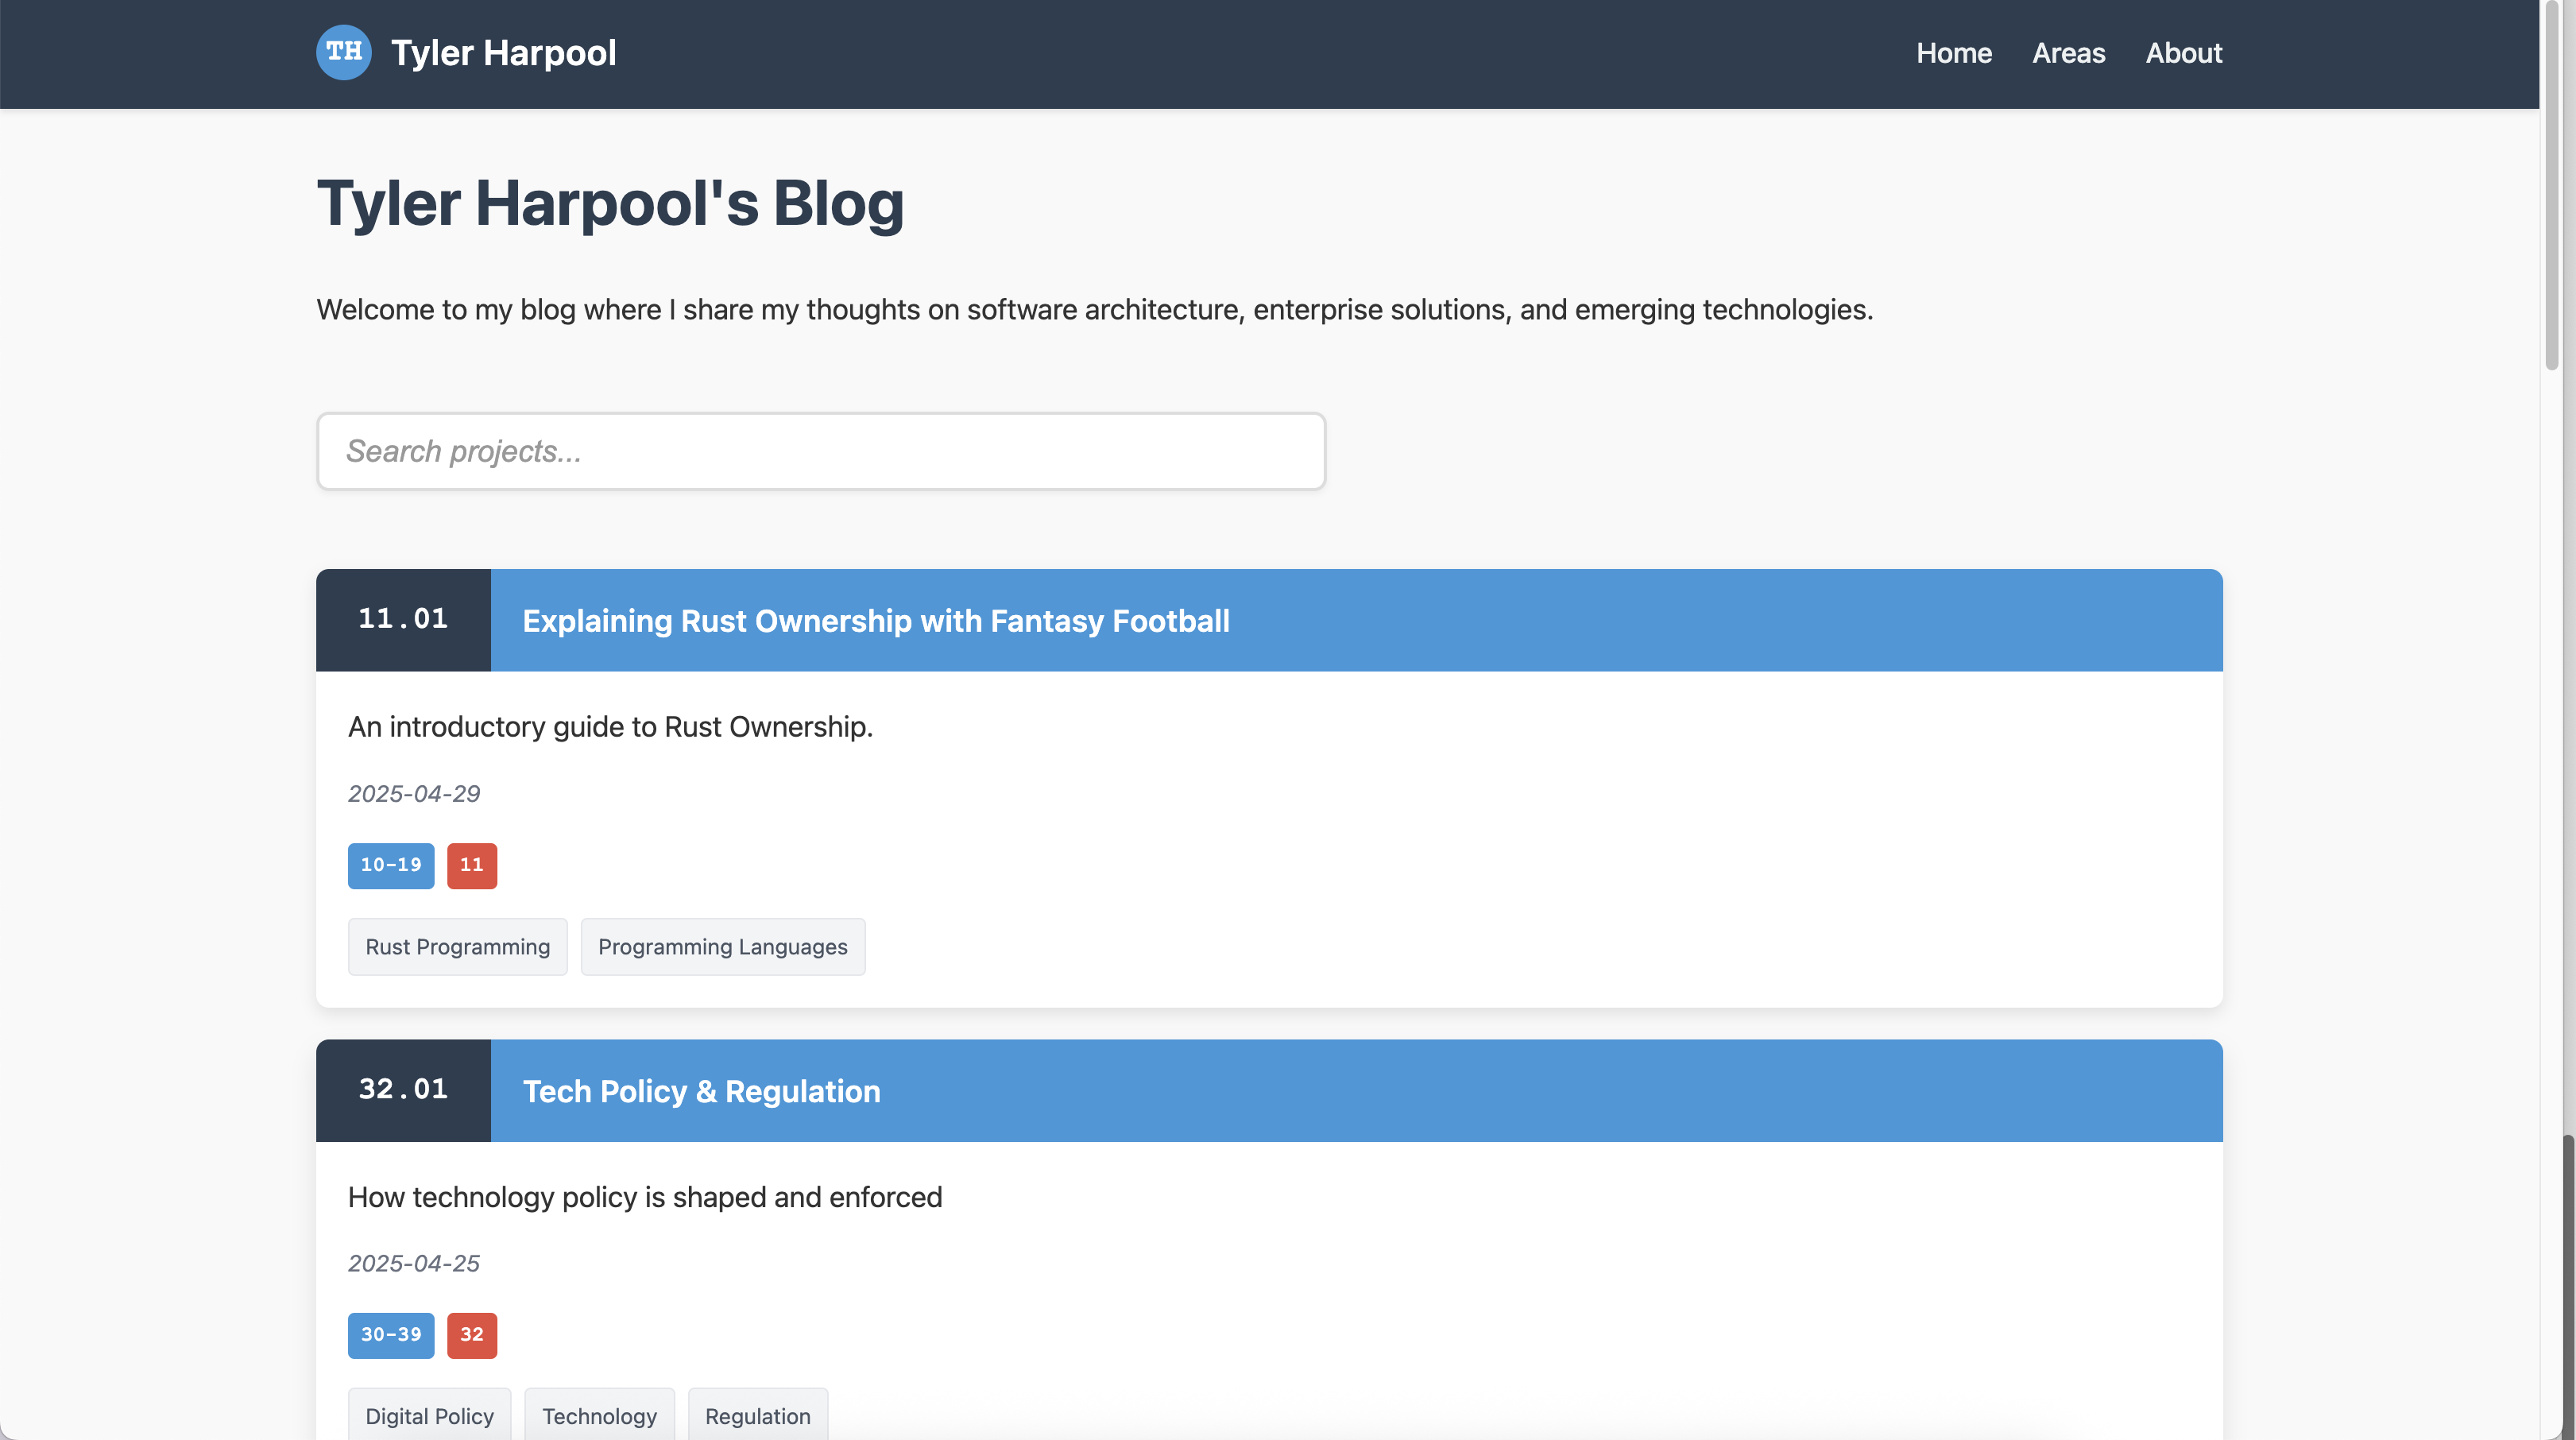 TH Tyler Harpool Home Areas About
Tyler Harpool's Blog
Welcome to my blog where I share my thoughts on software architecture, enterprise solutions, and emerging technologies.
Search projects...
11.01 Explaining Rust Ownership with Fantasy Football
An introductory guide to Rust Ownership.
2025-04-29
10-19 11
Rust Programming Programming Languages
32.01 Tech Policy & Regulation
How technology policy is shaped and enforced
2025-04-25
30-39 32
Digital Policy Technology Regulation